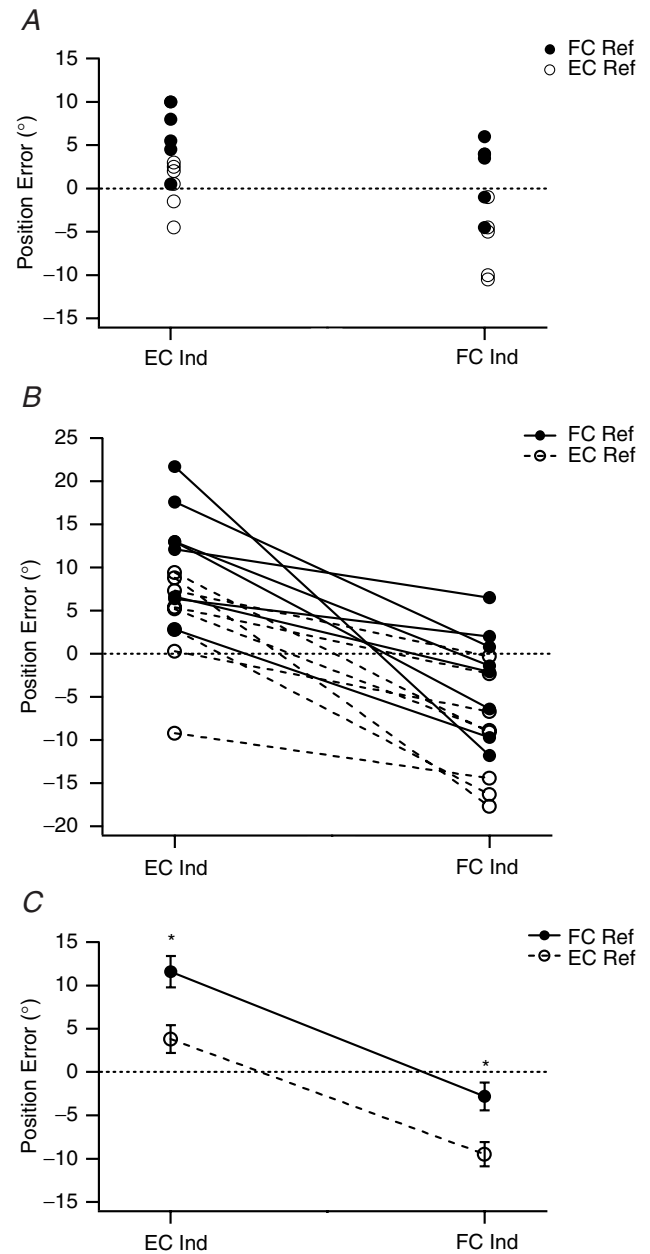 A
FC Ref
EC Ref
15
10
5
0
−5
−10
−15
Position Error (°)
EC Ind
FC Ind
B
FC Ref
EC Ref
25
20
15
10
5
0
−5
−10
−15
−20
Position Error (°)
EC Ind
FC Ind
C
FC Ref
EC Ref
15
10
5
0
−5
−10
−15
Position Error (°)
*
*
EC Ind
FC Ind